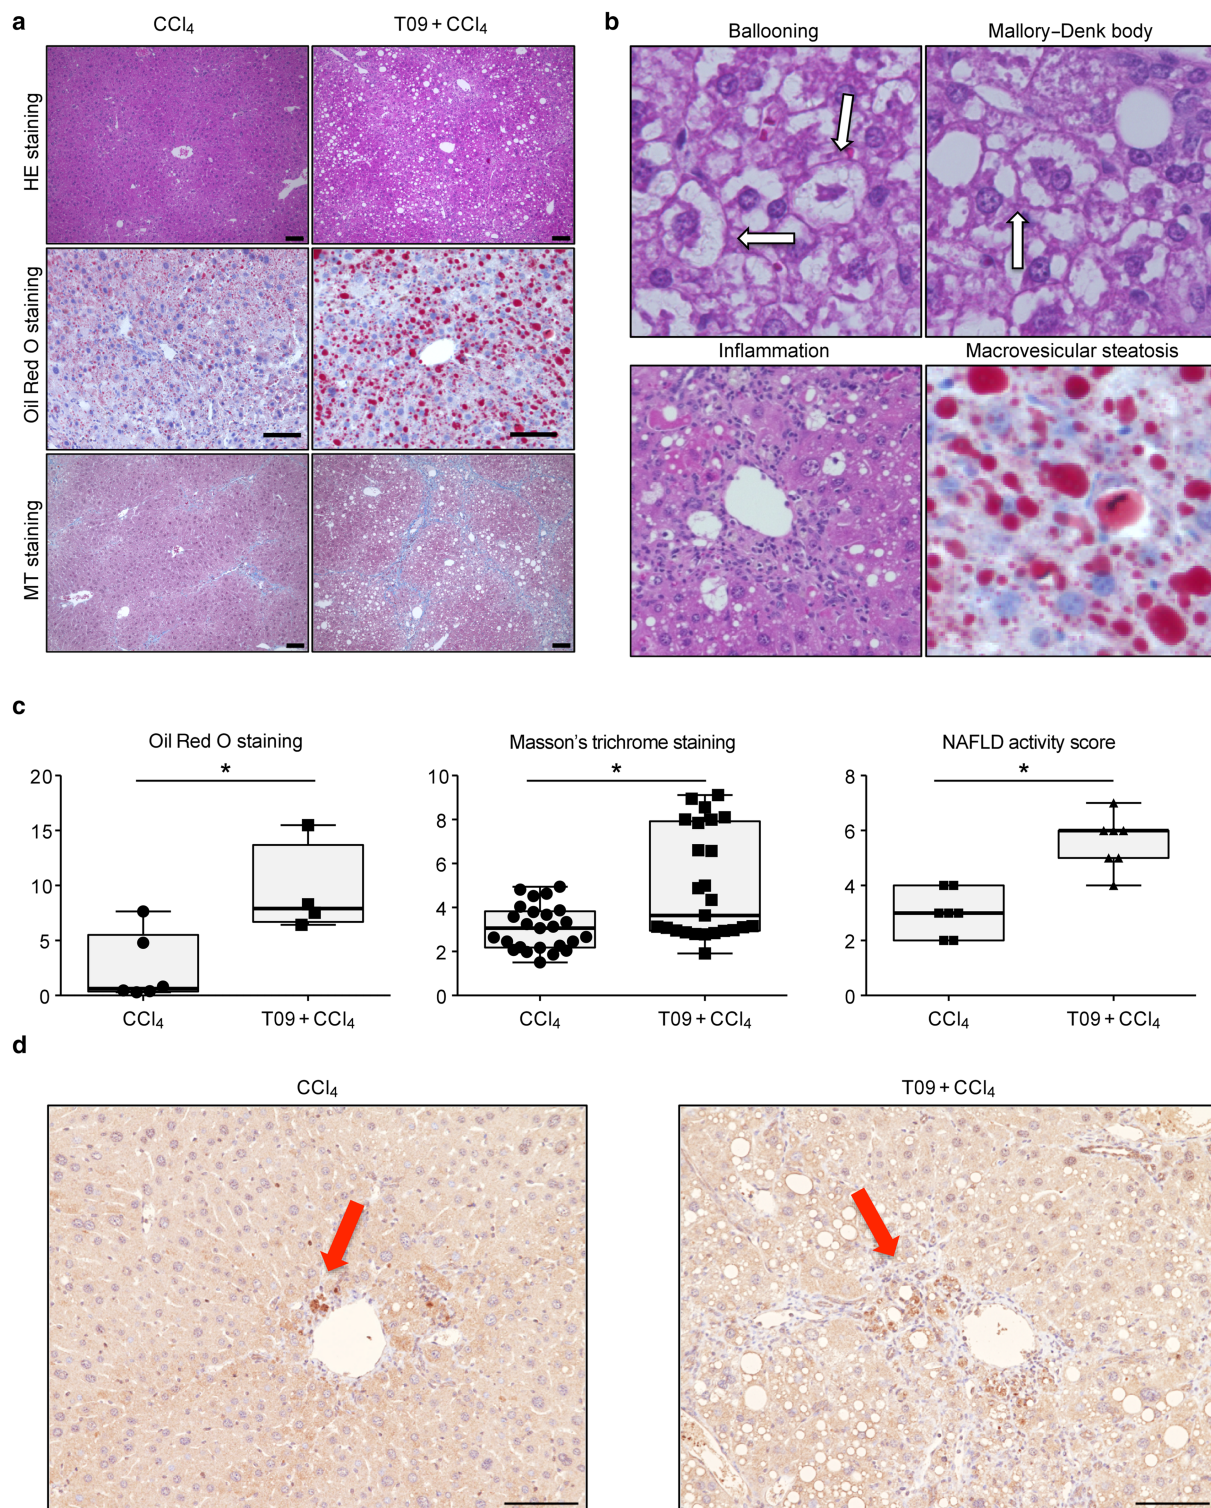 a
CCl₄ T09 + CCl₄
HE staining
Oil Red O staining
MT staining
b
Ballooning Mallory–Denk body
Inflammation Macrovesicular steatosis
c
Oil Red O staining
*
20
15
10
5
0
CCl₄ T09 + CCl₄
Masson's trichrome staining
*
10
8
6
4
2
0
CCl₄ T09 + CCl₄
NAFLD activity score
*
8
6
4
2
0
CCl₄ T09 + CCl₄
d
CCl₄ T09 + CCl₄